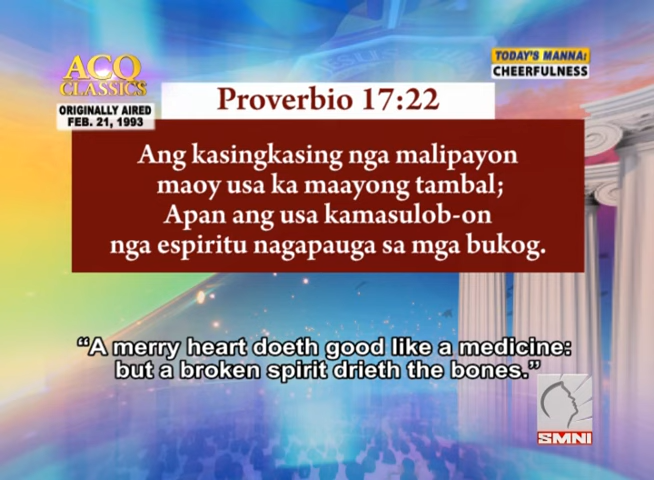 ACQ
CLASSICS
ORIGINALLY AIRED
FEB. 21, 1993
TODAY'S MANNA:
CHEERFULNESS
Proverbio 17:22
Ang kasingkasing nga malipayon
maoy usa ka maayong tambal;
Apan ang usa kamasulob-on
nga espiritu nagapauga sa mga bukog.
“A merry heart doeth good like a medicine:
but a broken spirit drieth the bones.”
SMNI